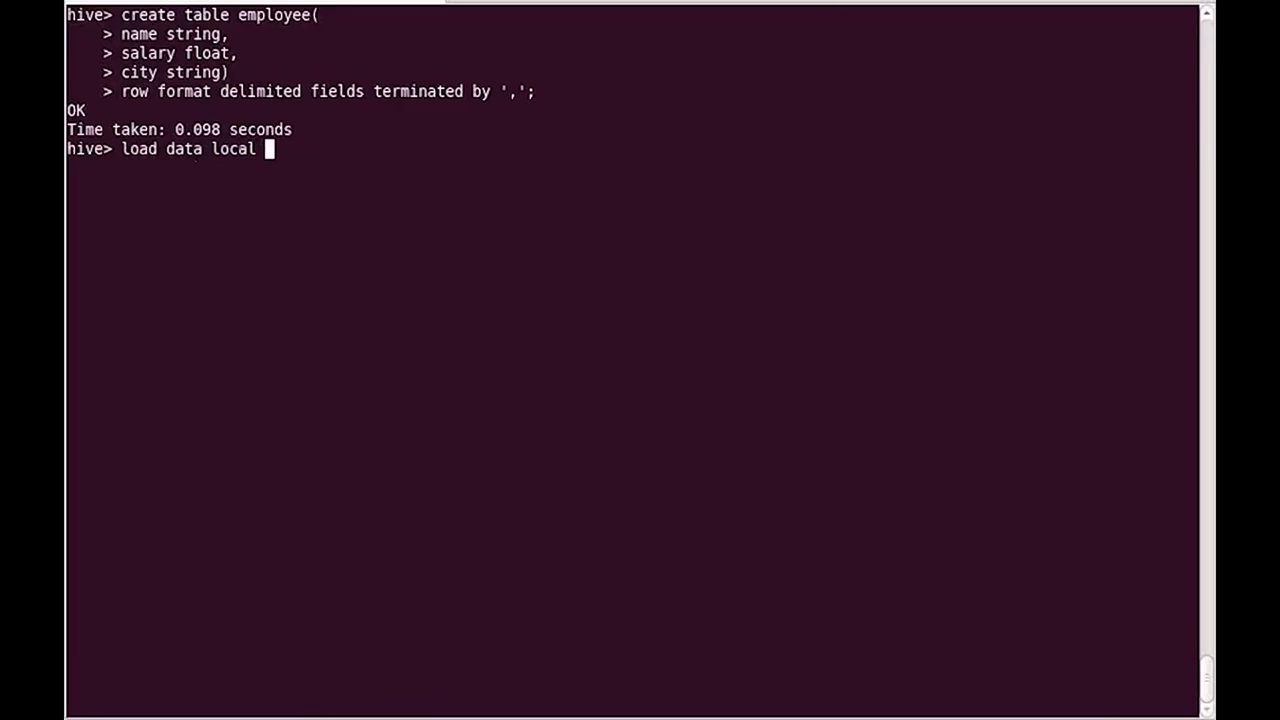 hive> create table employee(
    > name string,
    > salary float,
    > city string)
    > row format delimited fields terminated by ',';
OK
Time taken: 0.098 seconds
hive> load data local